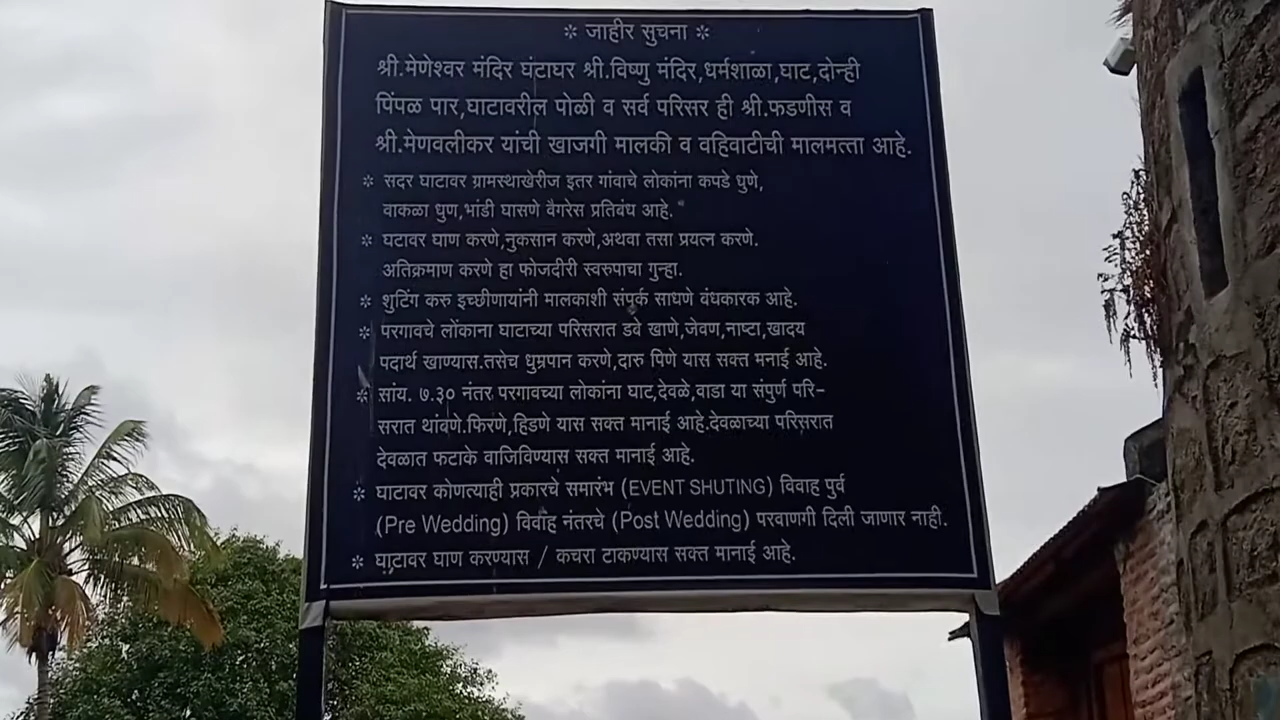 * जाहीर सुचना *
श्री.मेणेश्वर मंदिर घंटाघर श्री.विष्णु मंदिर,धर्मशाळा,घाट,दोन्ही
पिंपळ पार,घाटावरील पोळी व सर्व परिसर ही श्री.फडणीस व
श्री.मेणवलीकर यांची खाजगी मालकी व वहिवाटीची मालमत्ता आहे.
* सदर घाटावर ग्रामस्थाखेरीज इतर गांवाचे लोकांना कपडे धुणे,
वाकळा धुण,भांडी घासणे वैगरेस प्रतिबंध आहे.
* घटावर घाण करणे,नुकसान करणे,अथवा तसा प्रयत्न करणे.
अतिक्रमाण करणे हा फोजदीरी स्वरुपाचा गुन्हा.
* शुटिंग करु इच्छीणायांनी मालकाशी संपूर्क साधणे बंधकारक आहे.
* परगावचे लोंकाना घाटाच्या परिसरात डबे खाणे,जेवण,नाष्टा,खादय
पदार्थ खाण्यास.तसेच धुम्रपान करणे,दारु पिणे यास सक्त मनाई आहे.
* सांय. ७.३० नंतर परगावच्या लोकांना घाट,देवळे,वाडा या संपुर्ण परि-
सरात थांबणे.फिरणे,हिडणे यास सक्त मानाई आहे.देवळाच्या परिसरात
देवळात फटाके वाजिविण्यास सक्त मानाई आहे.
* घाटावर कोणत्याही प्रकारचे समारंभ (EVENT SHUTING) विवाह पुर्व
(Pre Wedding) विवाह नंतरचे (Post Wedding) परवाणगी दिली जाणार नाही.
* घाटावर घाण करण्यास / कचरा टाकण्यास सक्त मानाई आहे.